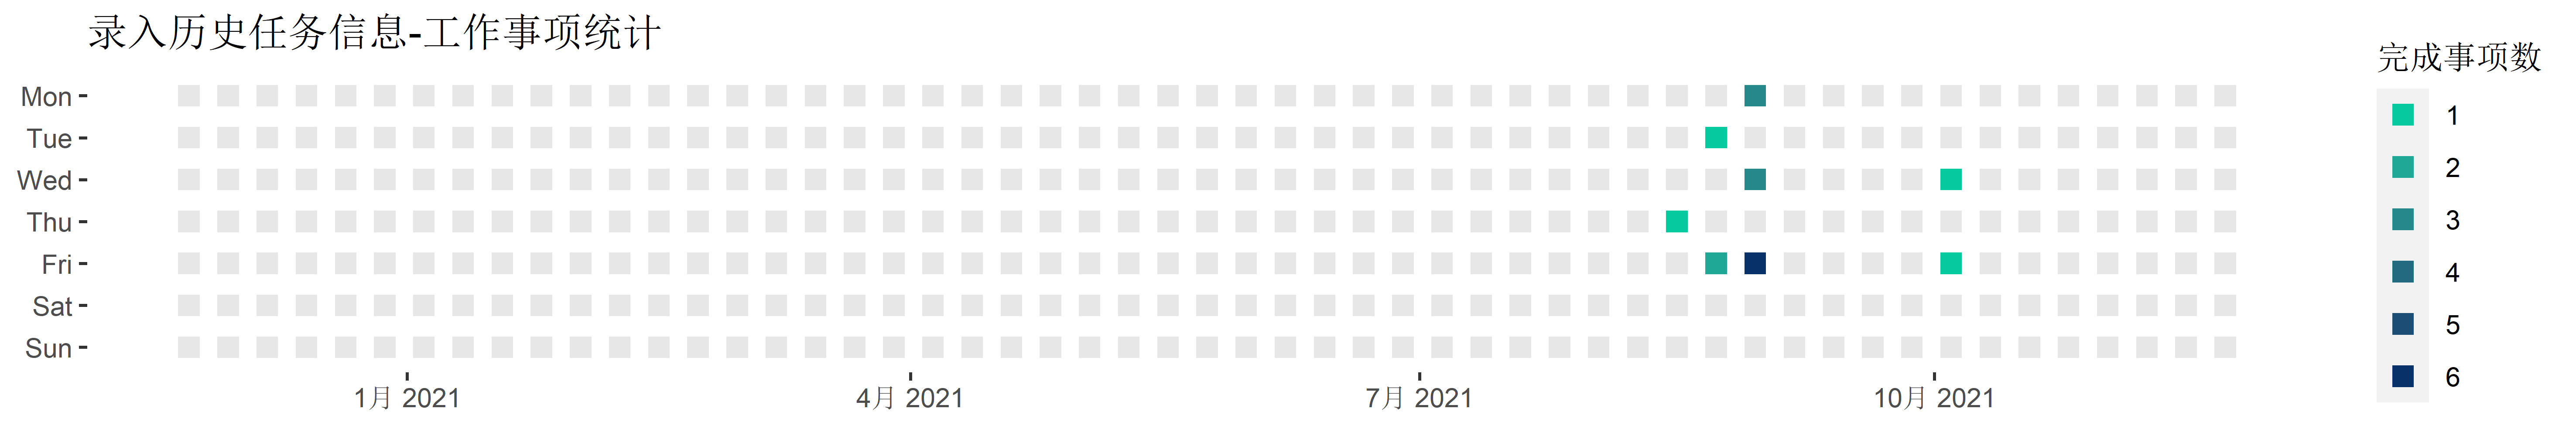 录入历史任务信息-工作事项统计
Mon
Tue
Wed
Thu
Fri
Sat
Sun
1月 2021
4月 2021
7月 2021
10月 2021
完成事项数
1
2
3
4
5
6